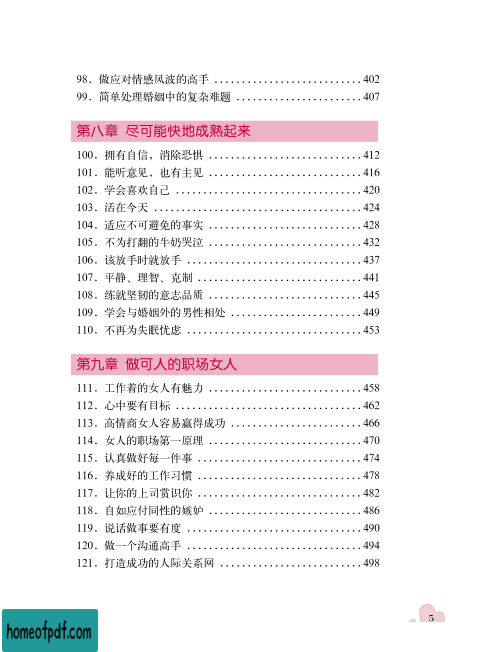 98．做应对情感风波的高手 ........................... 402
99．简单处理婚姻中的复杂难题 ....................... 407
第八章 尽可能快地成熟起来
100．拥有自信，消除恐惧 ............................ 412
101．能听意见，也有主见 ............................ 416
102．学会喜欢自己 .................................. 420
103．活在今天 ...................................... 424
104．适应不可避免的事实 ............................ 428
105．不为打翻的牛奶哭泣 ............................ 432
106．该放手时就放手 ................................ 437
107．平静、理智、克制 .............................. 441
108．练就坚韧的意志品质 ............................ 445
109．学会与婚姻外的男性相处 ........................ 449
110．不再为失眠忧虑 ................................ 453
第九章 做可人的职场女人
111．工作着的女人有魅力 ............................ 458
112．心中要有目标 .................................. 462
113．高情商女人容易赢得成功 ........................ 466
114．女人的职场第一原理 ............................ 470
115．认真做好每一件事 .............................. 474
116．养成好的工作习惯 .............................. 478
117．让你的上司赏识你 .............................. 482
118．自如应付同性的嫉妒 ............................ 486
119．说话做事要有度 ................................ 490
120．做一个沟通高手 ................................ 494
121．打造成功的人际关系网 .......................... 498
5
homeofpdf.com